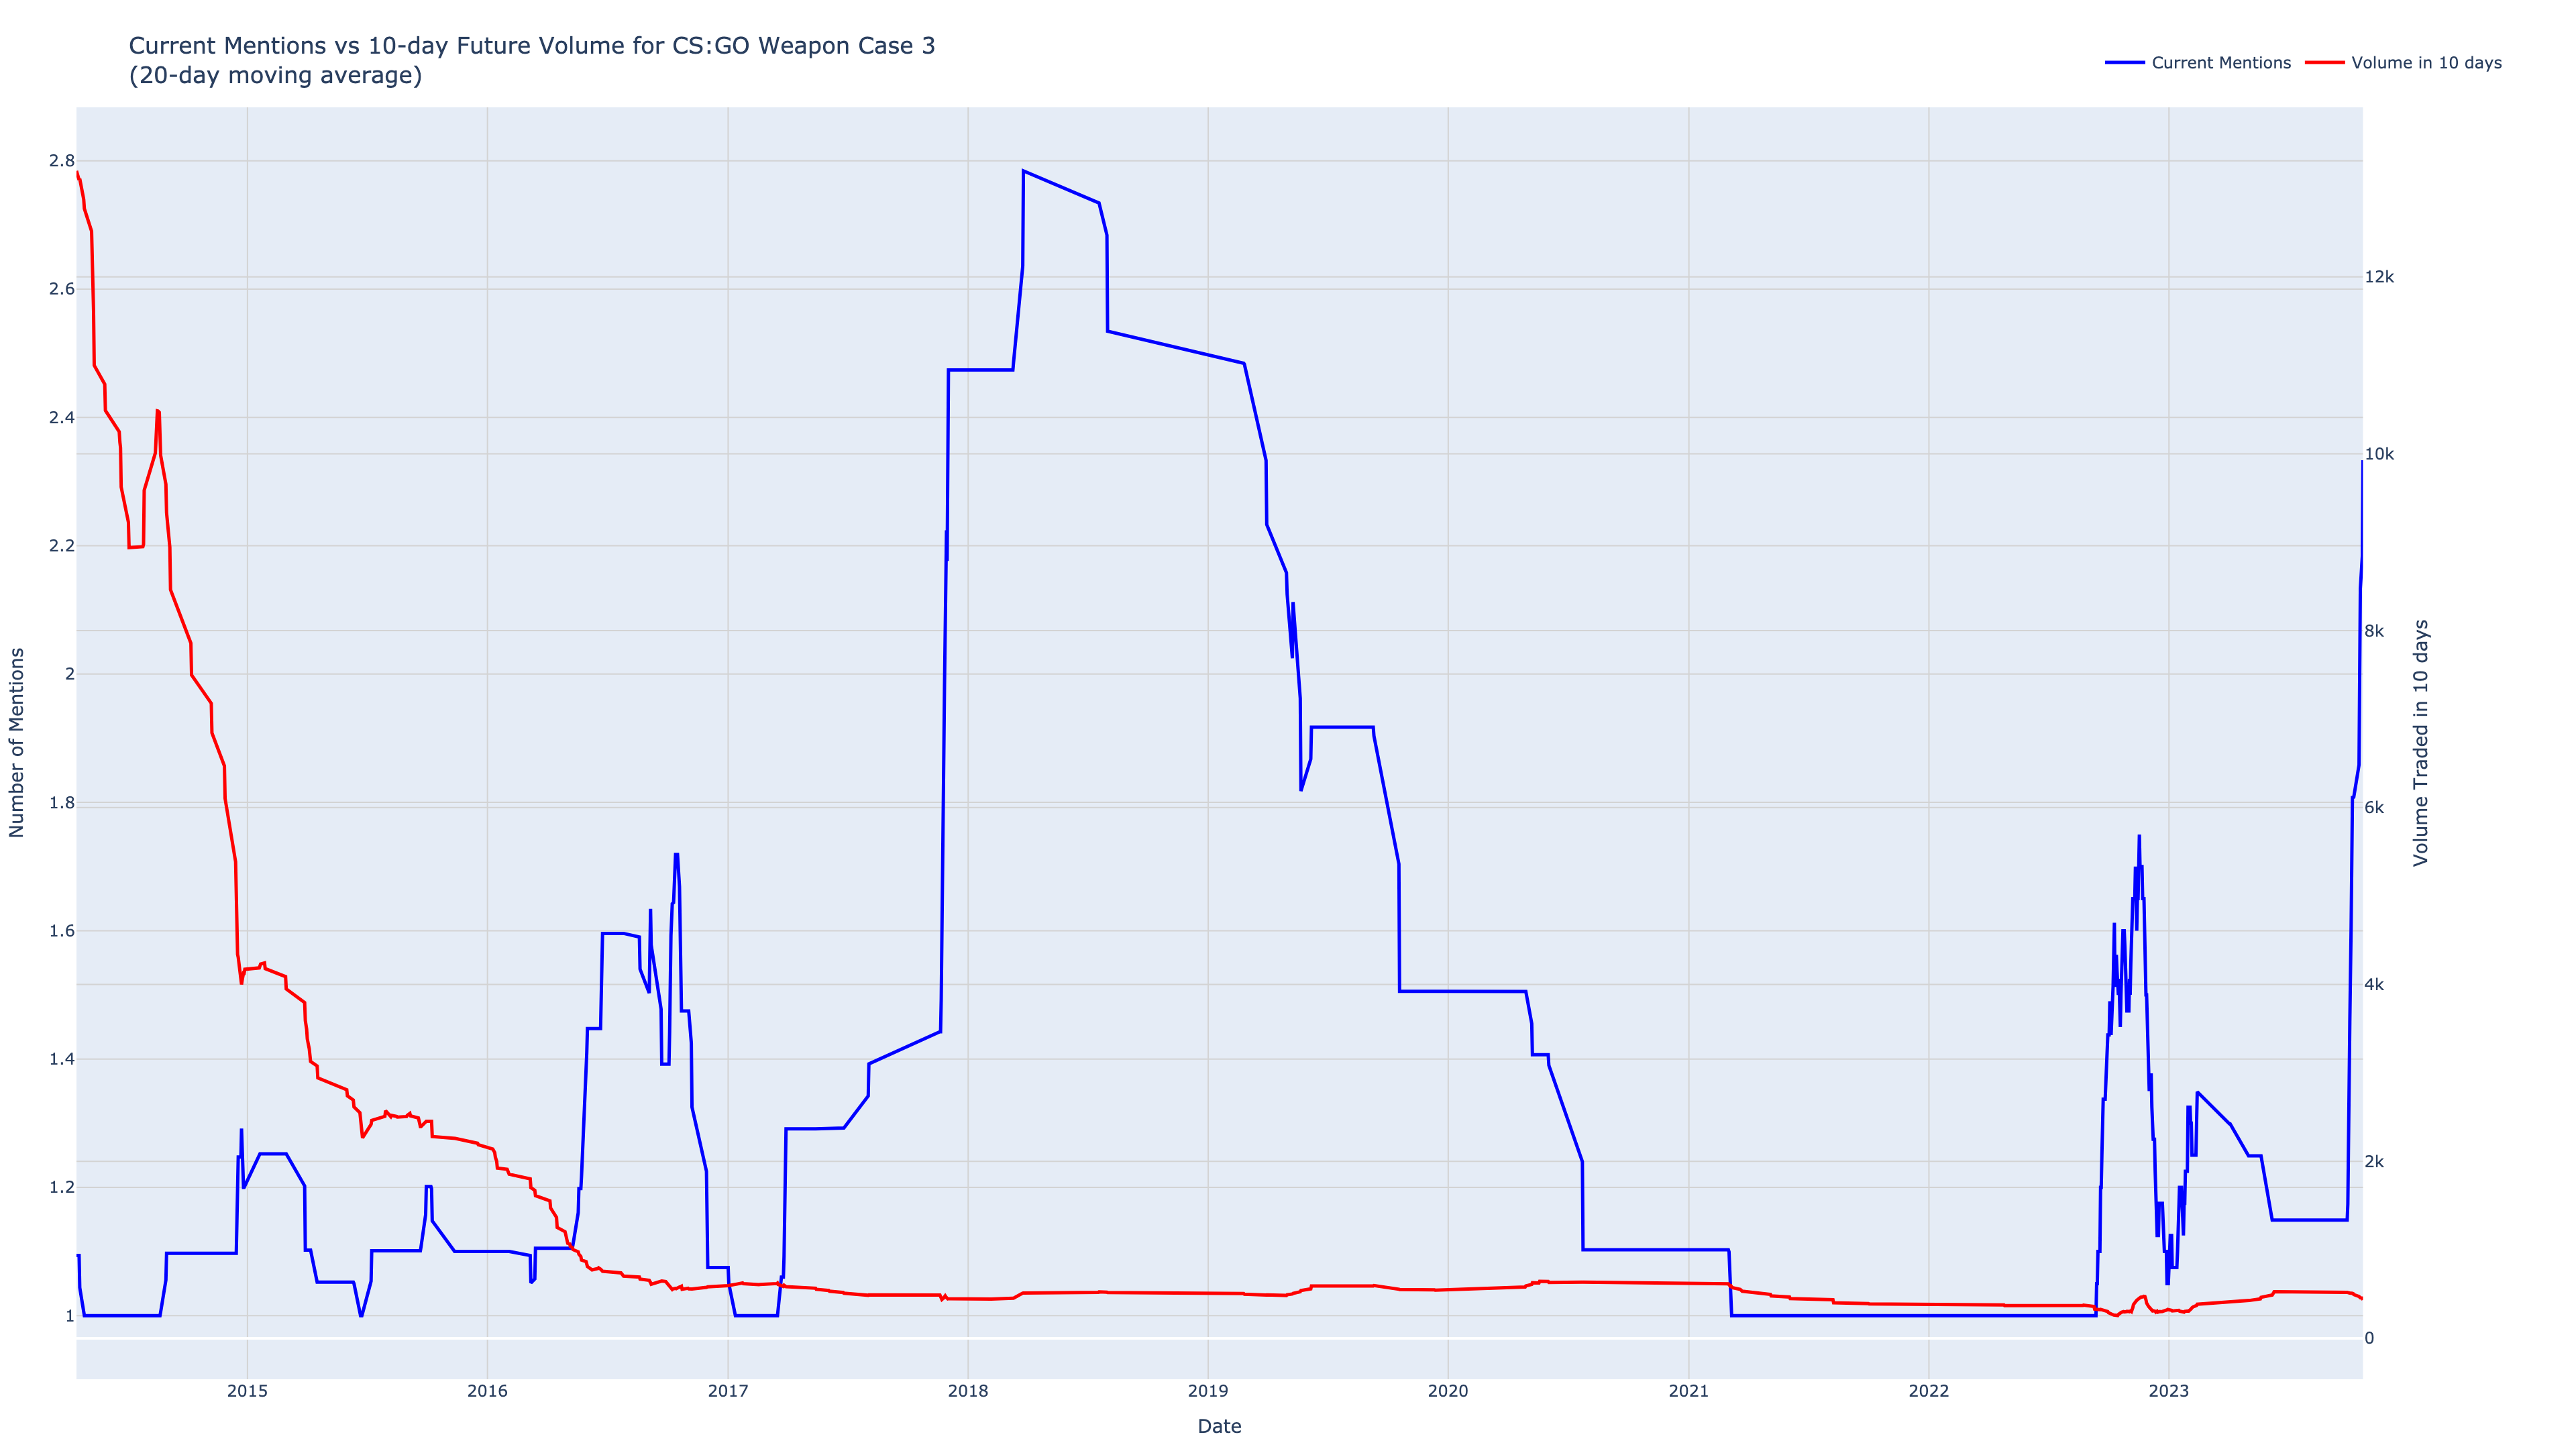 Current Mentions vs 10-day Future Volume for CS:GO Weapon Case 3
(20-day moving average)
Current Mentions
Volume in 10 days
2.8
2.6
2.4
2.2
2
1.8
1.6
1.4
1.2
1
Number of Mentions
12k
10k
8k
6k
4k
2k
0
Volume Traded in 10 days
2015 2016 2017 2018 2019 2020 2021 2022 2023
Date